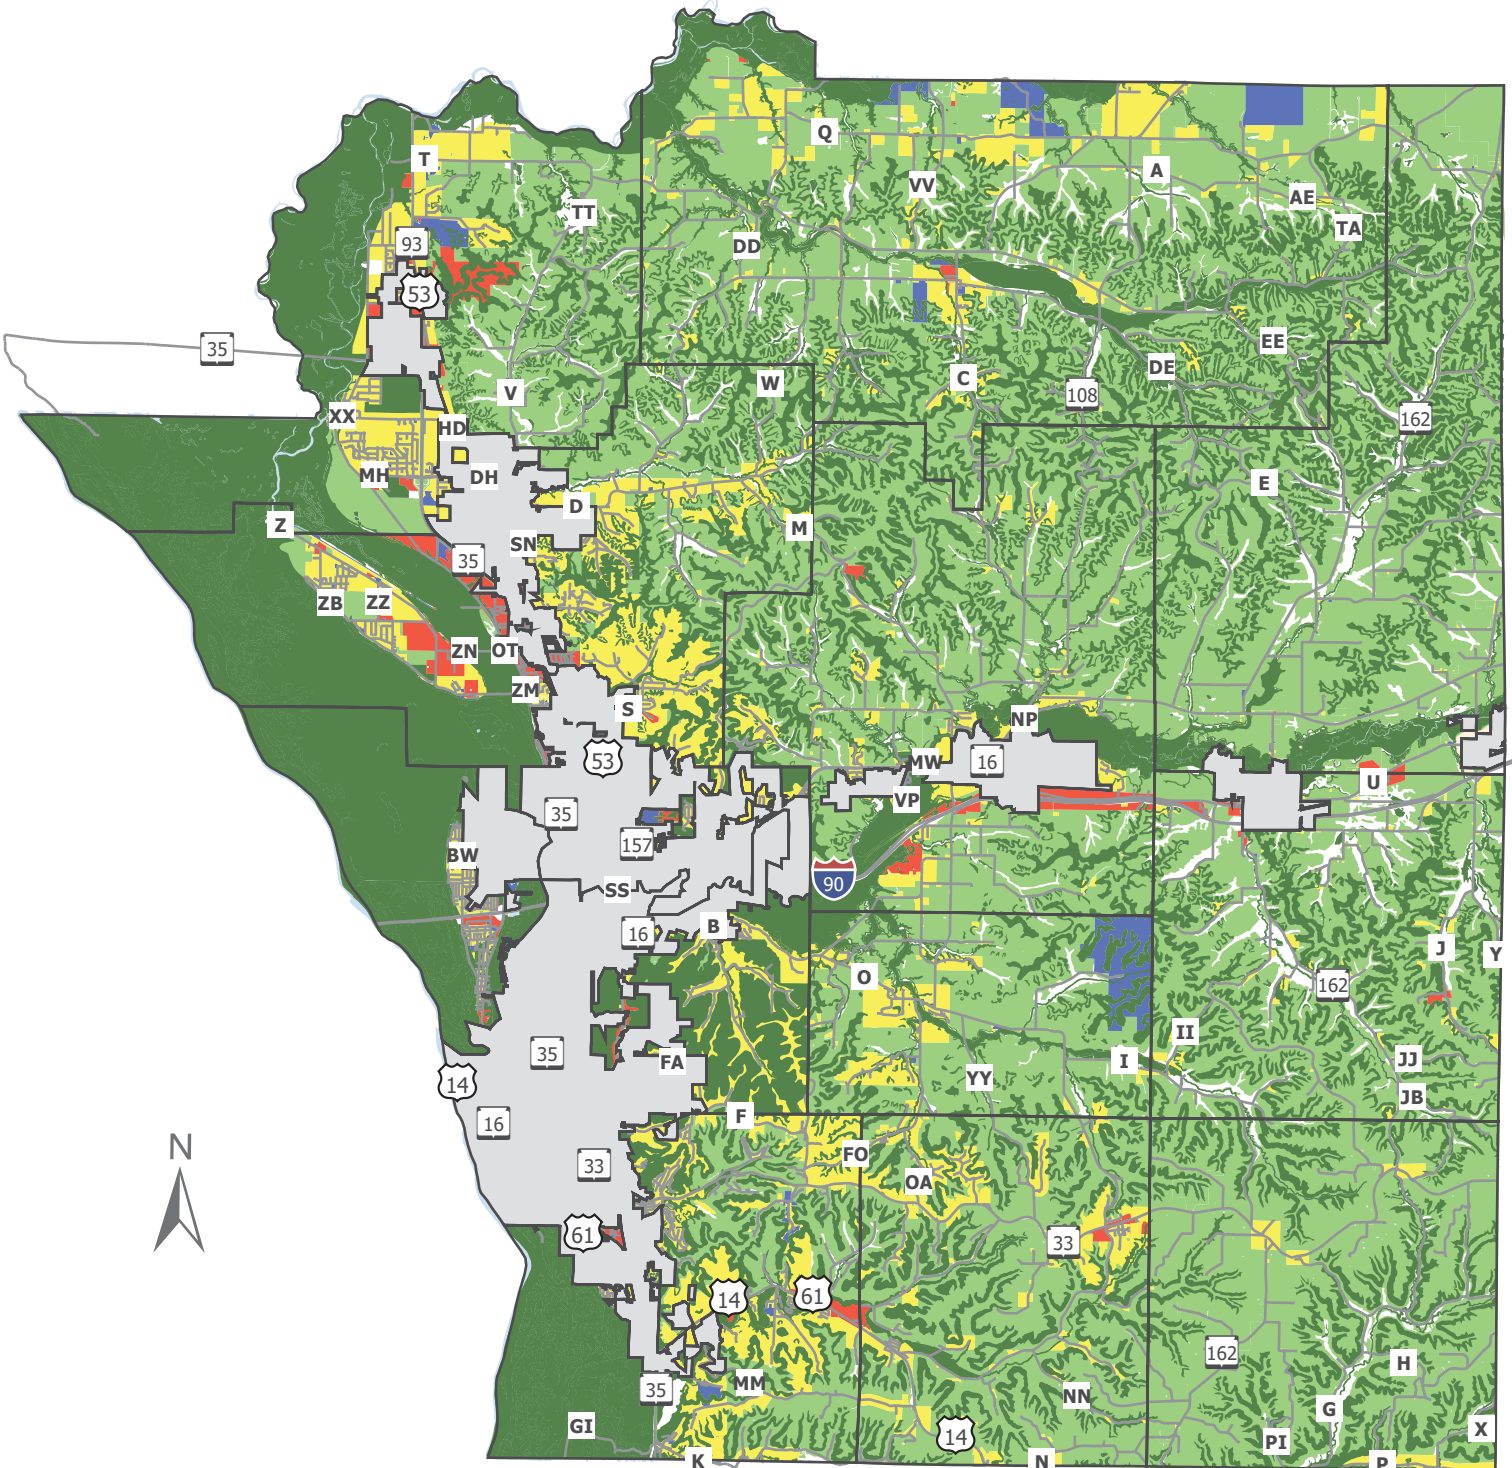 Q
T
A
VV
AE
TT
TA
93
DD
53
EE
35
DE
W
C
V
108
XX
162
HD
MH
DH
E
D
Z
M
SN
35
ZB
ZZ
ZN
OT
ZM
S
NP
53
MW
16
U
35
VP
157
BW
90
SS
B
16
J
Y
O
162
II
35
FA
I
JJ
14
YY
JB
F
16
N
FO
33
OA
61
33
14
61
162
H
35
MM
NN
G
GI
X
14
PI
K
N
P